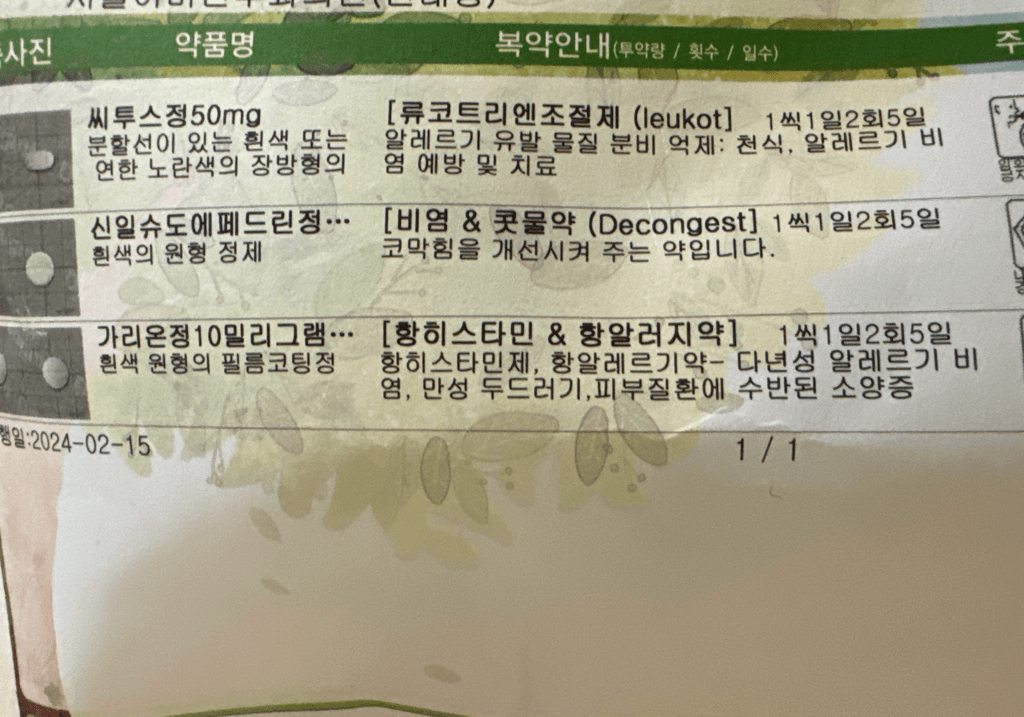 사진 약품명 복약안내(투약량 / 횟수 / 일수) 주
씨투스정50mg [류코트리엔조절제 (leukot] 1씩1일2회5일
분할선이 있는 흰색 또는 알레르기 유발 물질 분비 억제: 천식, 알레르기 비
연한 노란색의 장방형의 염 예방 및 치료
신일슈도에페드린정··· [비염 & 콧물약 (Decongest] 1씩1일2회5일
흰색의 원형 정제 코막힘을 개선시켜 주는 약입니다.
가리온정10밀리그램··· [항히스타민 & 항알러지약] 1씩1일2회5일
흰색 원형의 필름코팅정 항히스타민제, 항알레르기약- 다년성 알레르기 비
염, 만성 두드러기,피부질환에 수반된 소양증
행일:2024-02-15 1 / 1